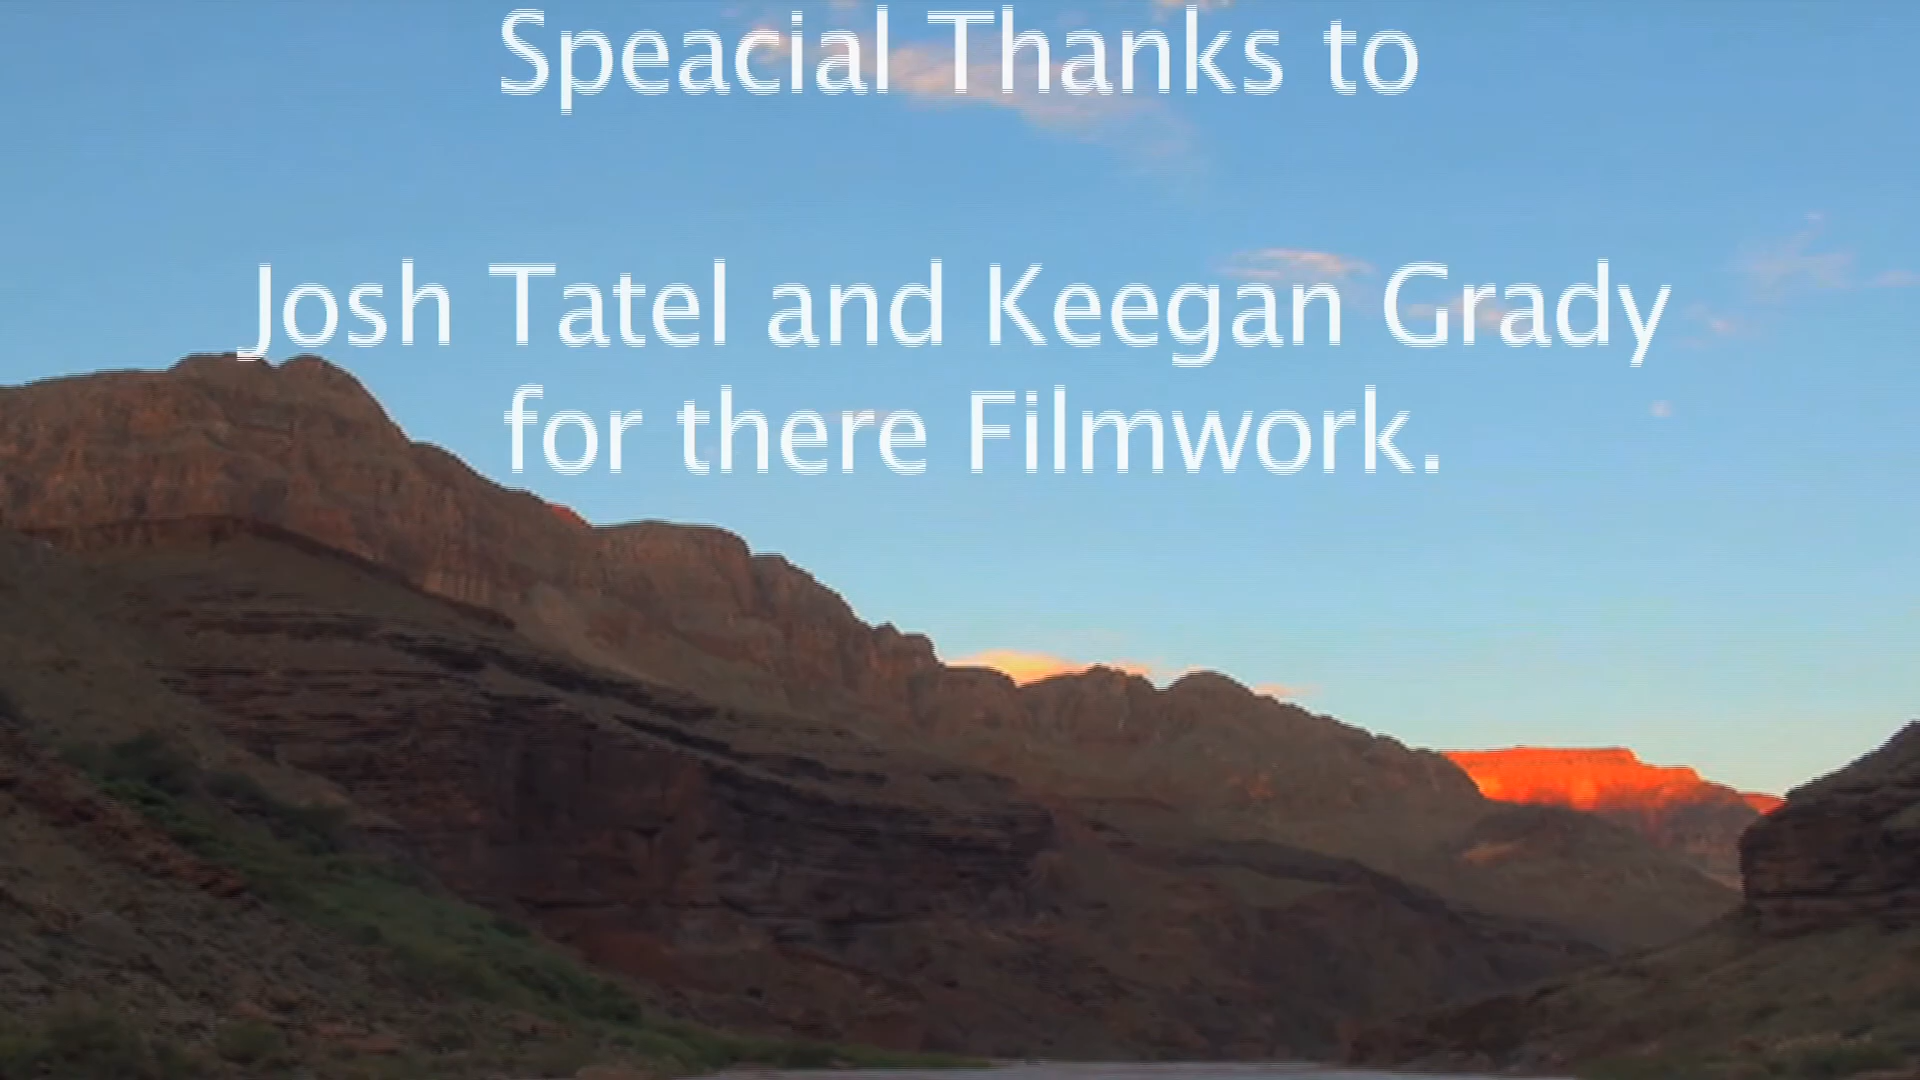 Speacial Thanks to
Josh Tatel and Keegan Grady
for there Filmwork.